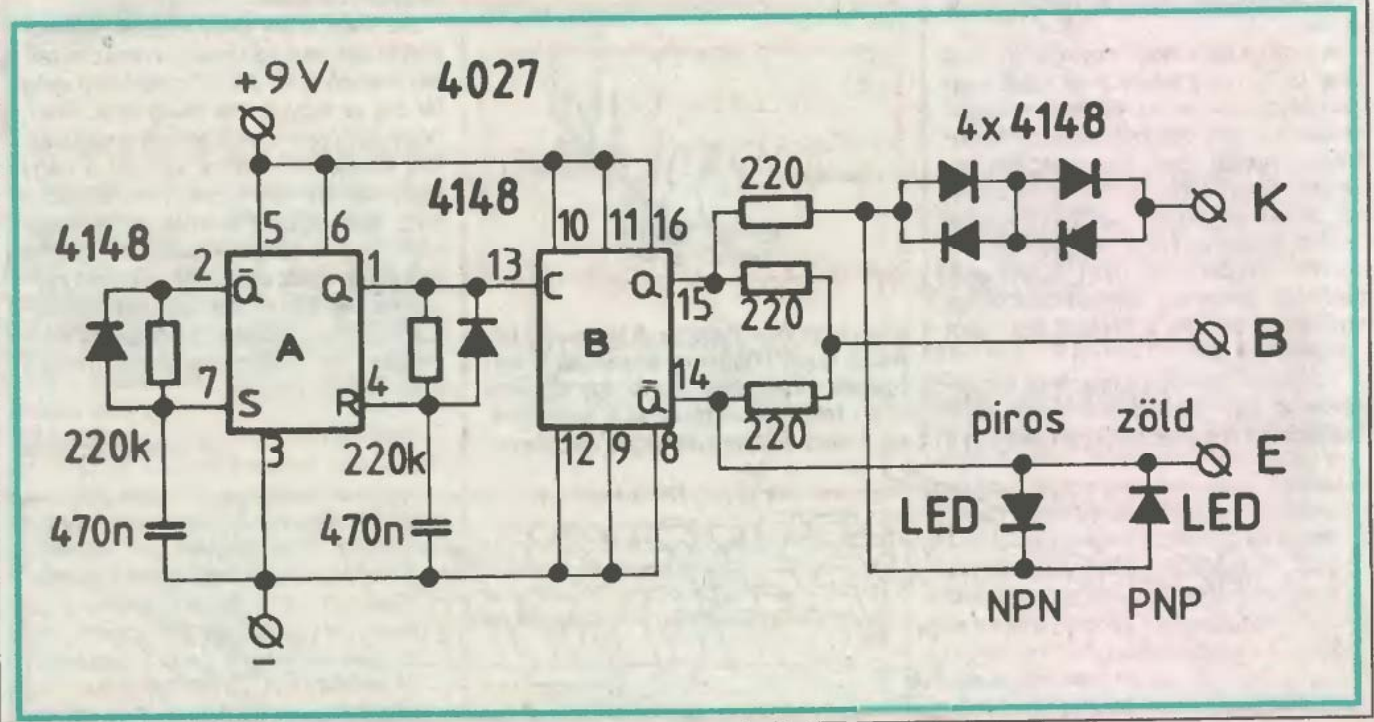 +9V 4027
4x 4148
4148
220
K
4148
5 6
10 11 16
2 Q̄ Q 1 13 C Q
15
220
A B
B
7 S R 4
14 Q̄
220
piros zöld
220k 3 220k
12 9 8
E
LED LED
470n 470n
NPN PNP
-